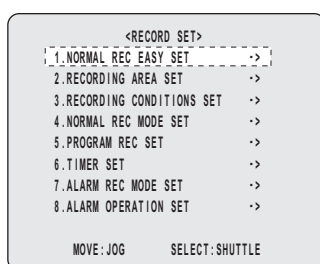 <RECORD SET>
1.NORMAL REC EASY SET ->
2.RECORDING AREA SET ->
3.RECORDING CONDITIONS SET ->
4.NORMAL REC MODE SET ->
5.PROGRAM REC SET ->
6.TIMER SET ->
7.ALARM REC MODE SET ->
8.ALARM OPERATION SET ->
MOVE:JOG SELECT:SHUTTLE